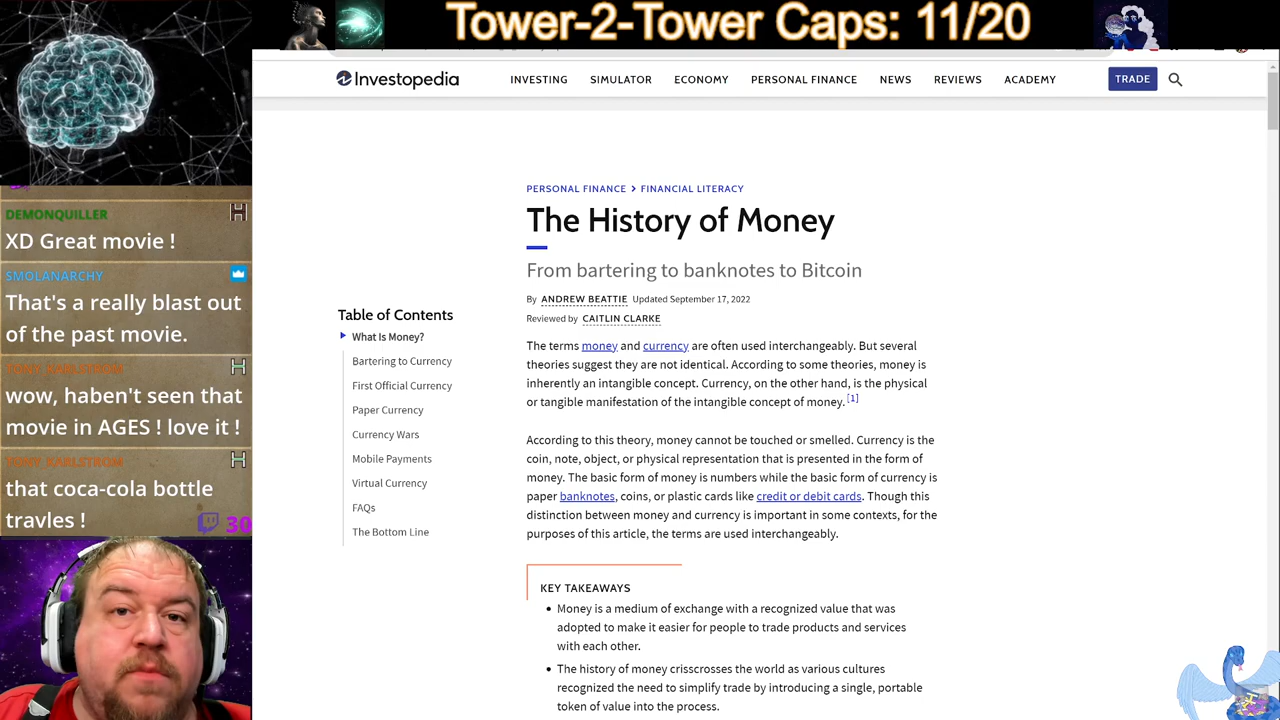 Tower-2-Tower Caps: 11/20
Investopedia
INVESTING SIMULATOR ECONOMY PERSONAL FINANCE NEWS REVIEWS ACADEMY
TRADE
DEMONQUILLER
XD Great movie !
SMOLANARCHY
That's a really blast out
of the past movie.
TONY_KARLSTROM
wow, haben't seen that
movie in AGES ! love it !
TONY_KARLSTROM
that coca-cola bottle
travles !
30
PERSONAL FINANCE > FINANCIAL LITERACY
The History of Money
From bartering to banknotes to Bitcoin
By ANDREW BEATTIE Updated September 17, 2022
Reviewed by CAITLIN CLARKE
Table of Contents
What Is Money?
Bartering to Currency
First Official Currency
Paper Currency
Currency Wars
Mobile Payments
Virtual Currency
FAQs
The Bottom Line
The terms money and currency are often used interchangeably. But several
theories suggest they are not identical. According to some theories, money is
inherently an intangible concept. Currency, on the other hand, is the physical
or tangible manifestation of the intangible concept of money. [1]
According to this theory, money cannot be touched or smelled. Currency is the
coin, note, object, or physical representation that is presented in the form of
money. The basic form of money is numbers while the basic form of currency is
paper banknotes, coins, or plastic cards like credit or debit cards. Though this
distinction between money and currency is important in some contexts, for the
purposes of this article, the terms are used interchangeably.
KEY TAKEAWAYS
• Money is a medium of exchange with a recognized value that was
adopted to make it easier for people to trade products and services
with each other.
• The history of money crisscrosses the world as various cultures
recognized the need to simplify trade by introducing a single, portable
token of value into the process.